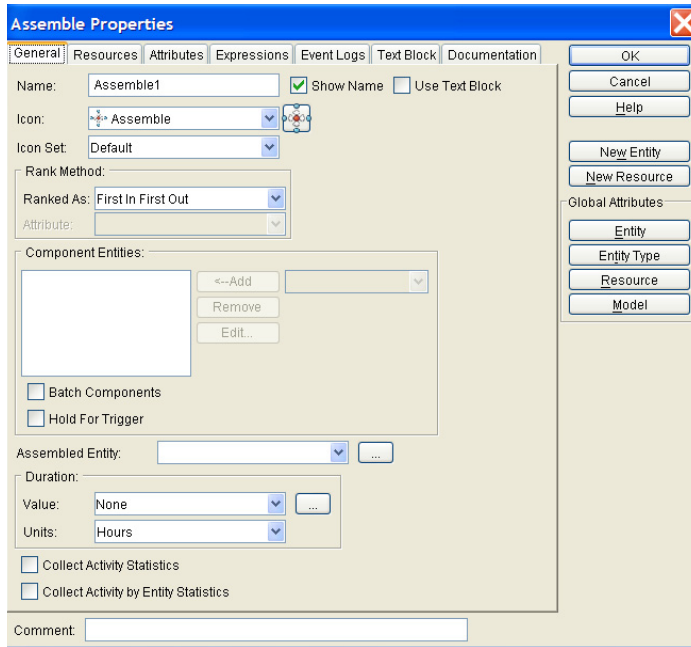 Assemble Properties
General Resources Attributes Expressions Event Logs Text Block Documentation
Name: Assemble1 Show Name Use Text Block
Icon: Assemble
Icon Set: Default
Rank Method:
Ranked As: First In First Out
Attribute:
Component Entities:
<--Add
Remove
Edit...
Batch Components
Hold For Trigger
Assembled Entity: ...
Duration:
Value: None ...
Units: Hours
Collect Activity Statistics
Collect Activity by Entity Statistics
Comment:
OK
Cancel
Help
New Entity
New Resource
Global Attributes
Entity
Entity Type
Resource
Model